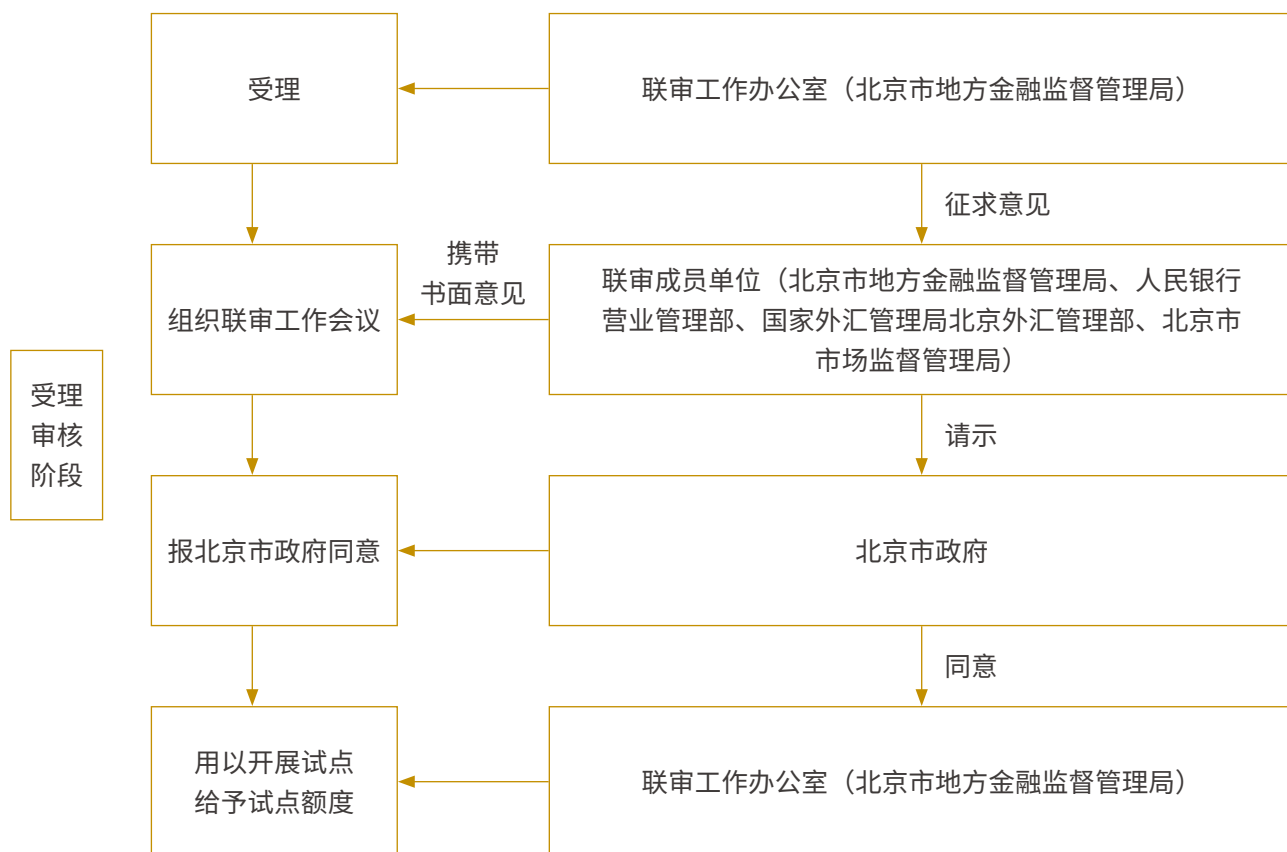 受理
联审工作办公室（北京市地方金融监督管理局）
征求意见
携带
书面意见
组织联审工作会议
联审成员单位（北京市地方金融监督管理局、人民银行
营业管理部、国家外汇管理局北京外汇管理部、北京市
市场监督管理局）
受理
审核
阶段
请示
报北京市政府同意
北京市政府
同意
用以开展试点
给予试点额度
联审工作办公室（北京市地方金融监督管理局）